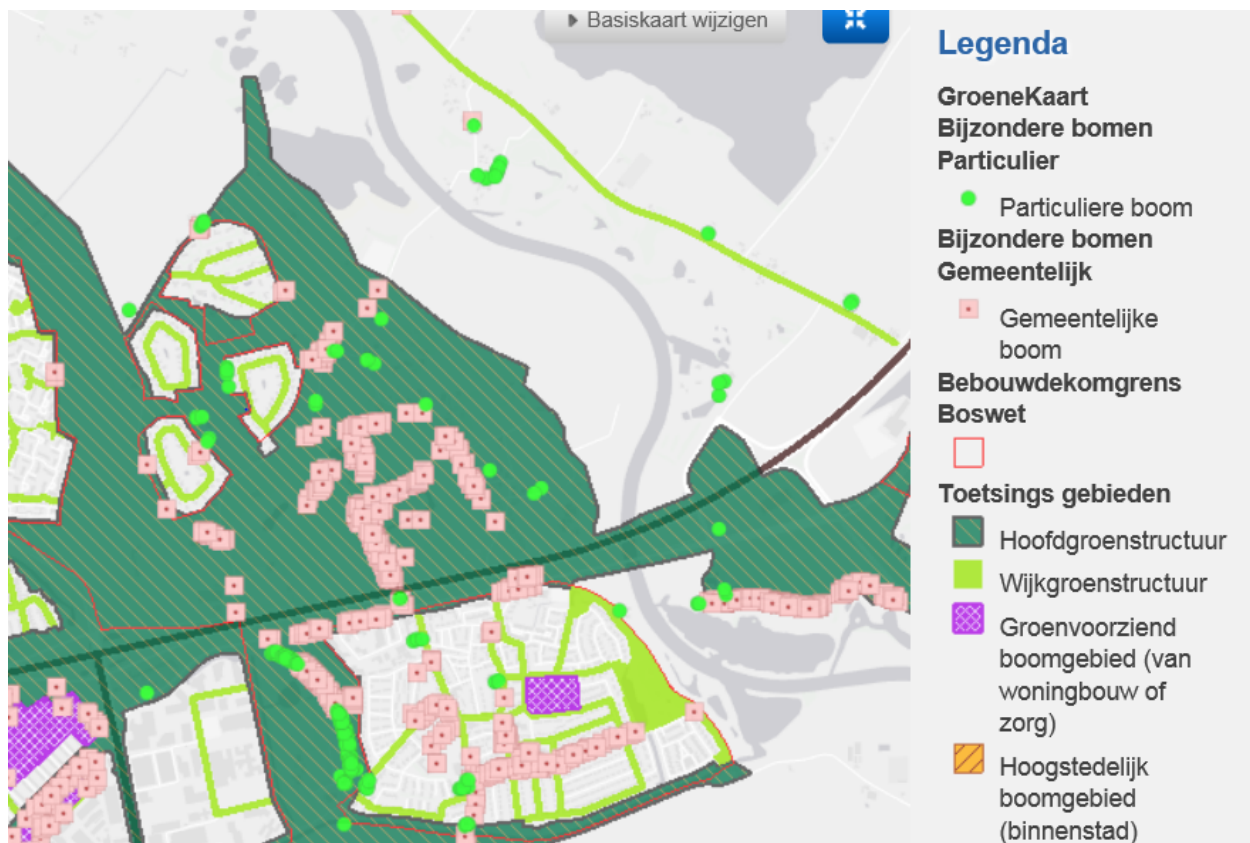 Basiskaart wijzigen
Legenda
GroeneKaart
Bijzondere bomen
Particulier
Particuliere boom
Bijzondere bomen
Gemeentelijk
Gemeentelijke
boom
Bebouwdekomgrens
Boswet
Toetsings gebieden
Hoofdgroenstructuur
Wijkgroenstructuur
Groenvoorziend
boomgebied (van
woningbouw of
zorg)
Hoogstedelijk
boomgebied
(binnenstad)